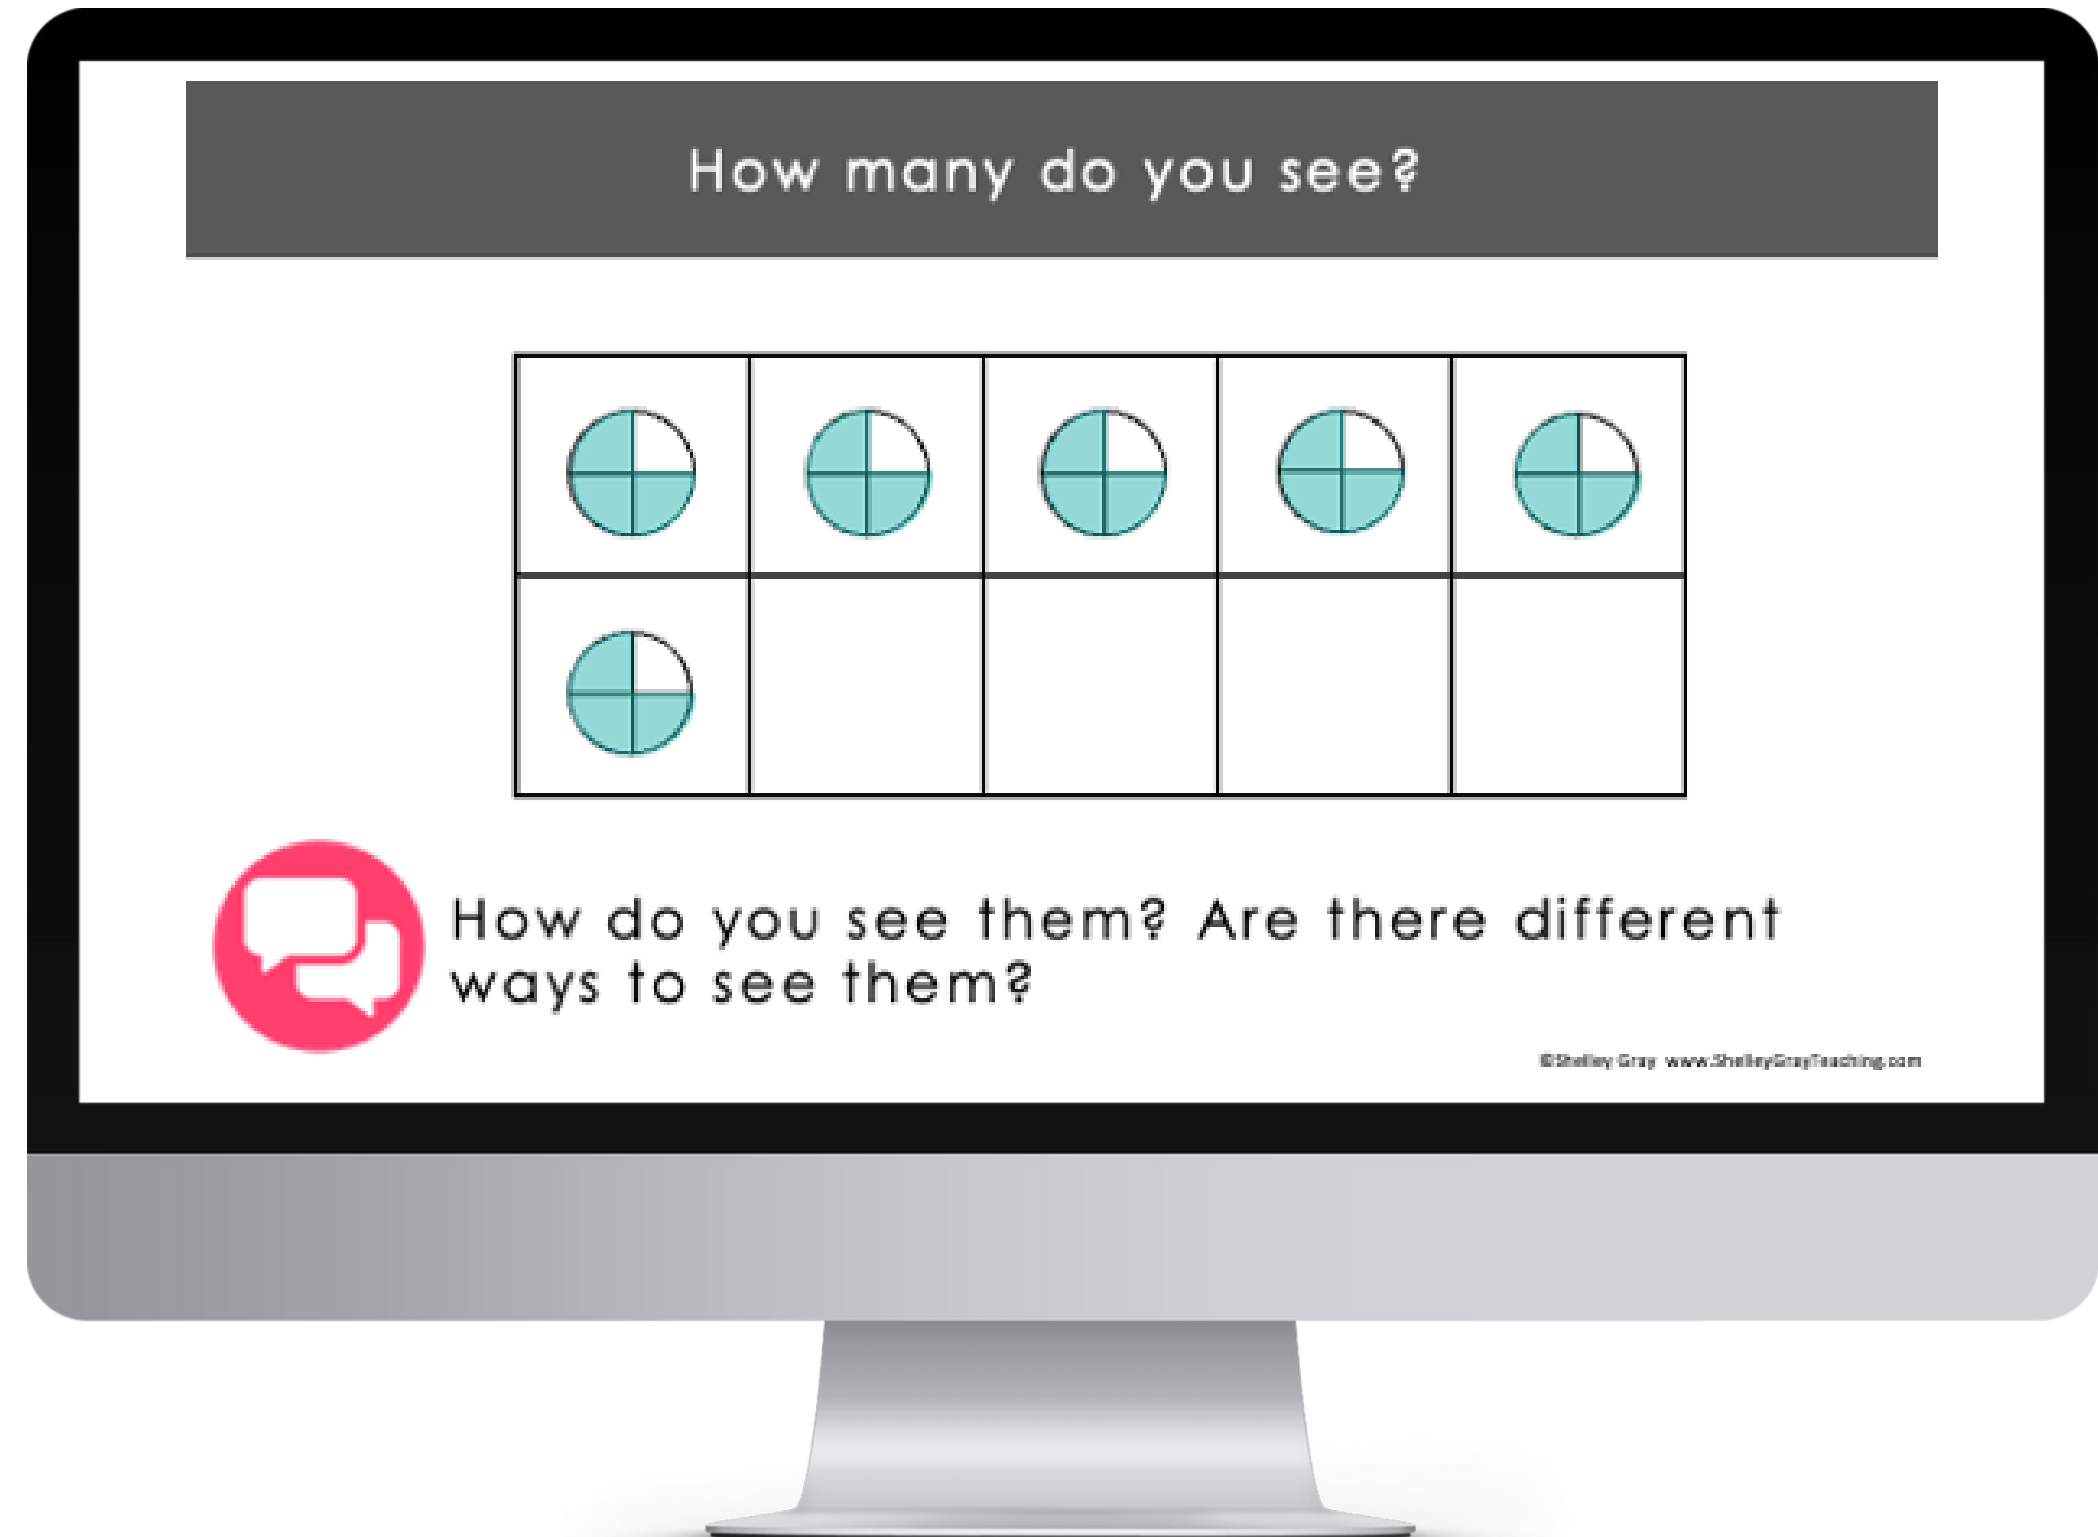 How many do you see?
How do you see them? Are there different
ways to see them?
©Shelley Gray www.ShelleyGrayTeaching.com